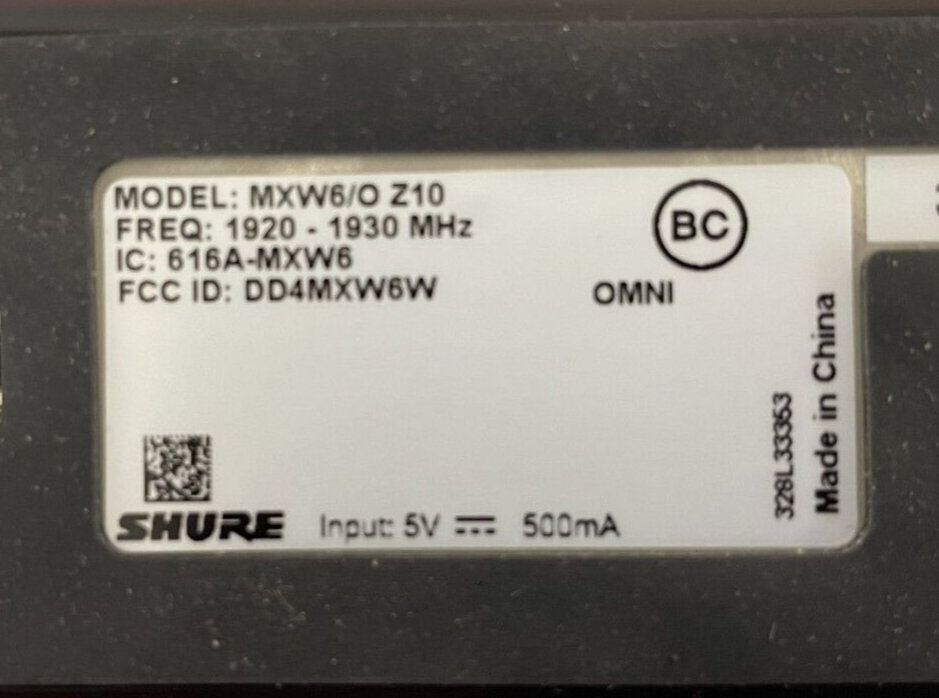 MODEL: MXW6/O Z10
FREQ: 1920 - 1930 MHz
IC: 616A-MXW6
FCC ID: DD4MXW6W
BC
OMNI
328L33353
Made in China
SHURE
Input: 5V 500mA